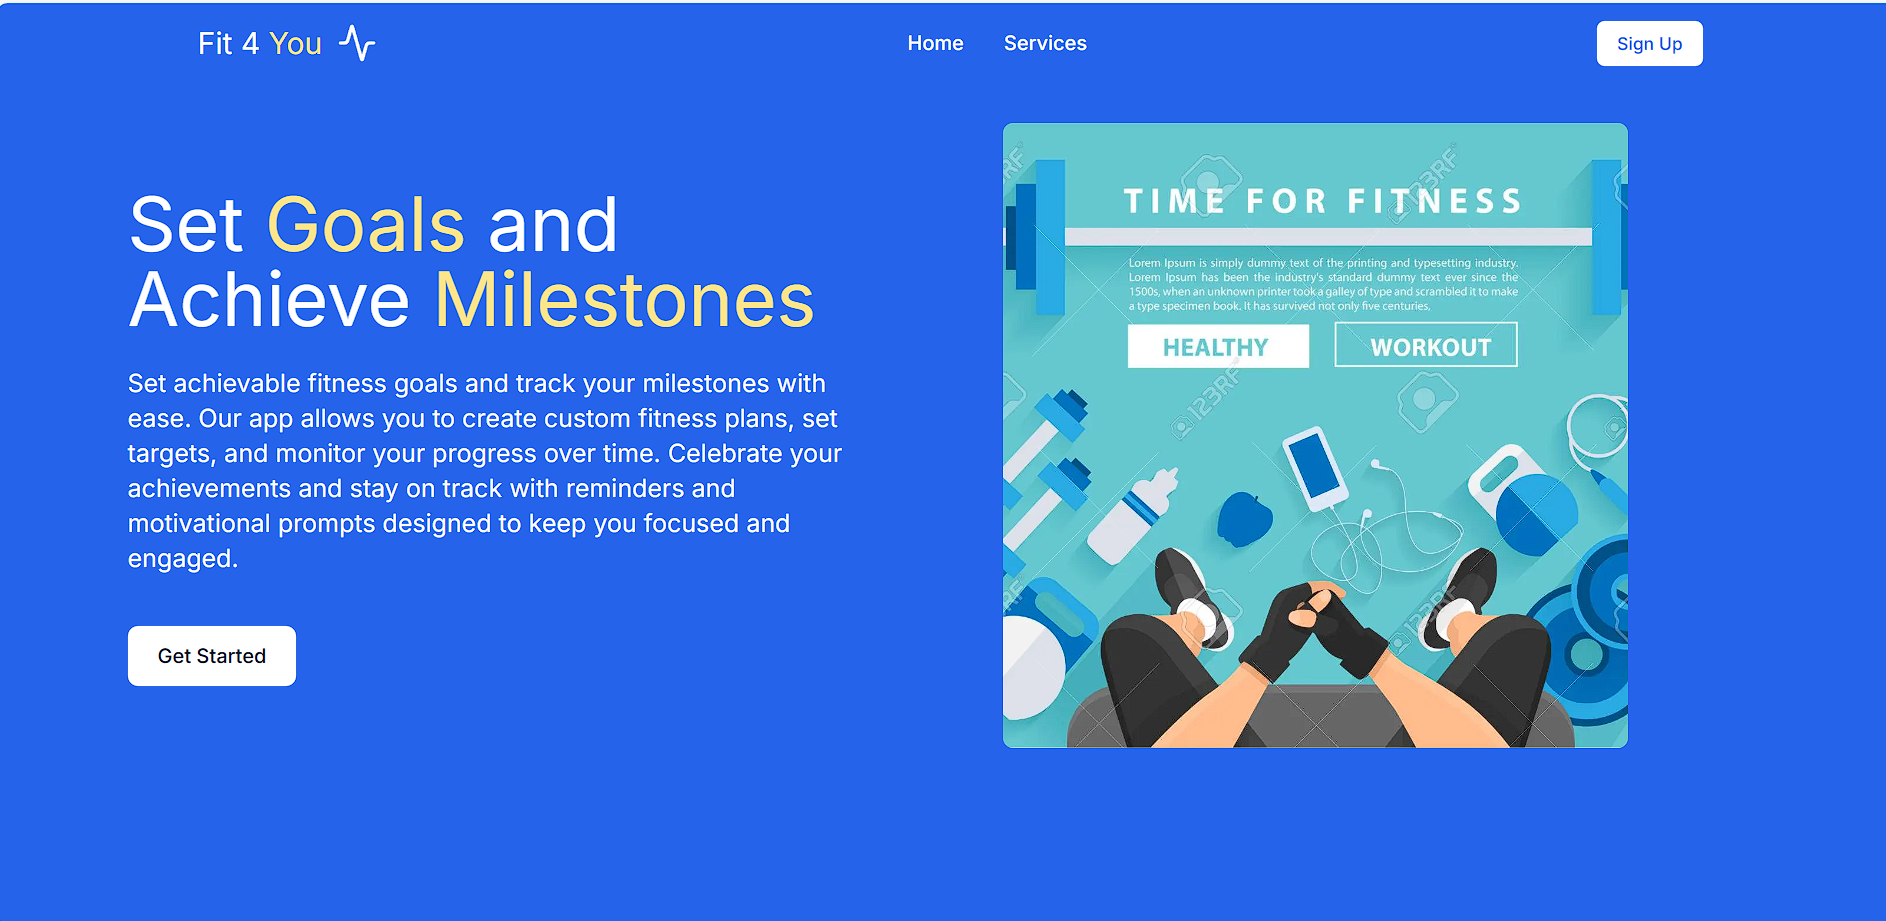 Fit 4 You
Home
Services
Sign Up
Set Goals and
Achieve Milestones
Set achievable fitness goals and track your milestones with
ease. Our app allows you to create custom fitness plans, set
targets, and monitor your progress over time. Celebrate your
achievements and stay on track with reminders and
motivational prompts designed to keep you focused and
engaged.
Get Started
TIME FOR FITNESS
Lorem Ipsum is simply dummy text of the printing and typesetting industry.
Lorem Ipsum has been the industry's standard dummy text ever since the
1500s, when an unknown printer took a galley of type and scrambled it to make
a type specimen book. It has survived not only five centuries,
HEALTHY
WORKOUT
123RF
123RF
123RF
123RF
123RF